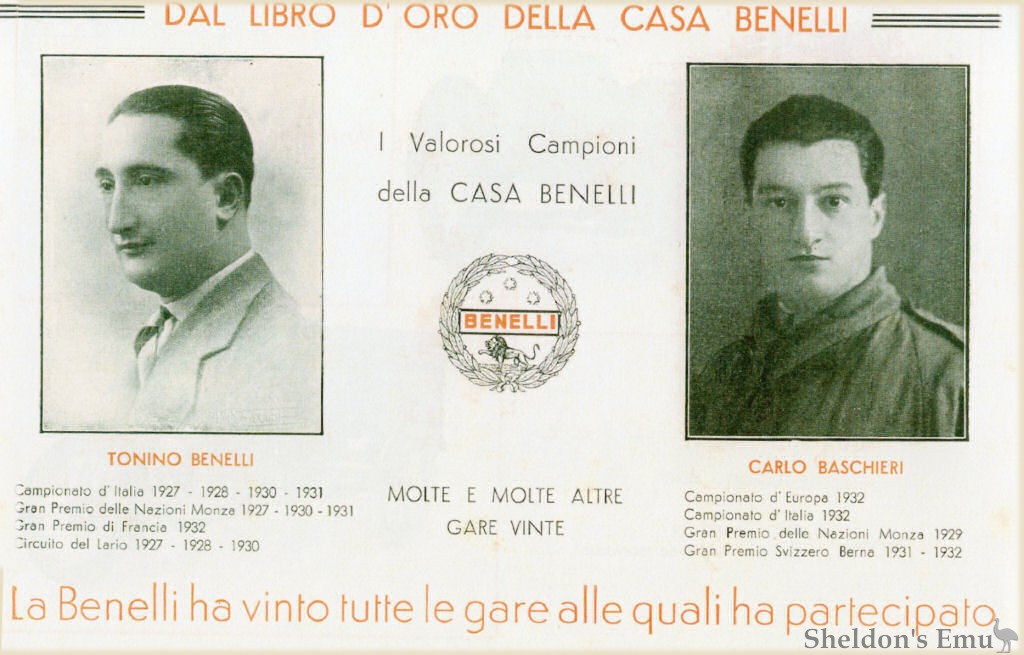 DAL LIBRO D'ORO DELLA CASA BENELLI
I Valorosi Campioni
della CASA BENELLI
BENELLI
TONINO BENELLI
Campionato d'Italia 1927 - 1928 - 1930 - 1931
Gran Premio delle Nazioni Monza 1927 - 1930 - 1931
Gran Premio di Francia 1932
Circuito del Lario 1927 - 1928 - 1930
MOLTE E MOLTE ALTRE
GARE VINTE
CARLO BASCHIERI
Campionato d'Europa 1932
Campionato d'Italia 1932
Gran Premio delle Nazioni Monza 1929
Gran Premio Svizzero Berna 1931 - 1932
La Benelli ha vinto tutte le gare alle quali ha partecipato
Sheldon's Emu